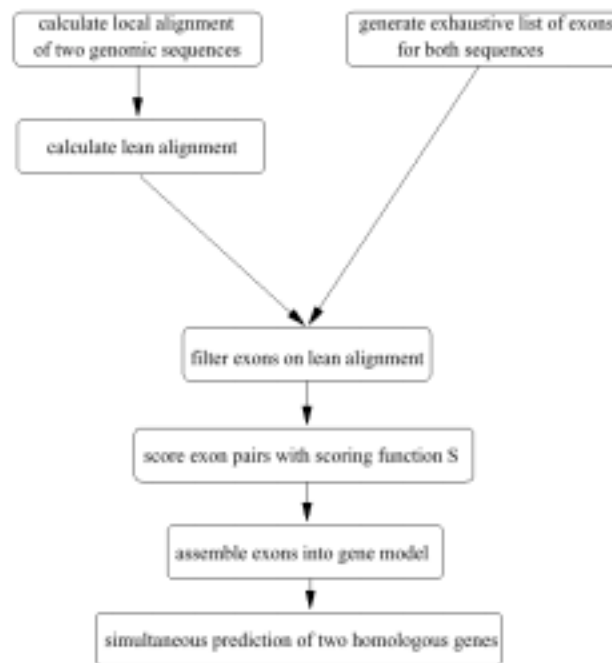 calculate local alignment
of two genomic sequences
generate exhaustive list of exons
for both sequences
calculate lean alignment
filter exons on lean alignment
score exon pairs with scoring function S
assemble exons into gene model
simultaneous prediction of two homologous genes